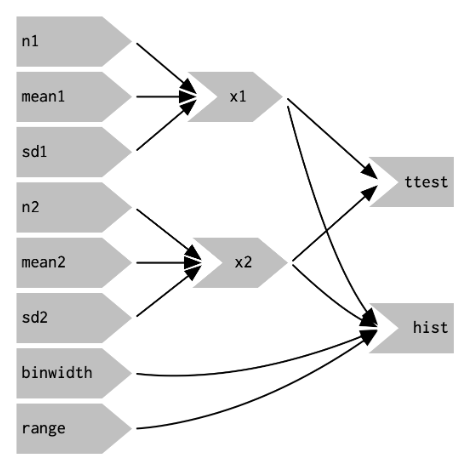 n1
mean1
sd1
n2
mean2
sd2
binwidth
range
x1
x2
ttest
hist